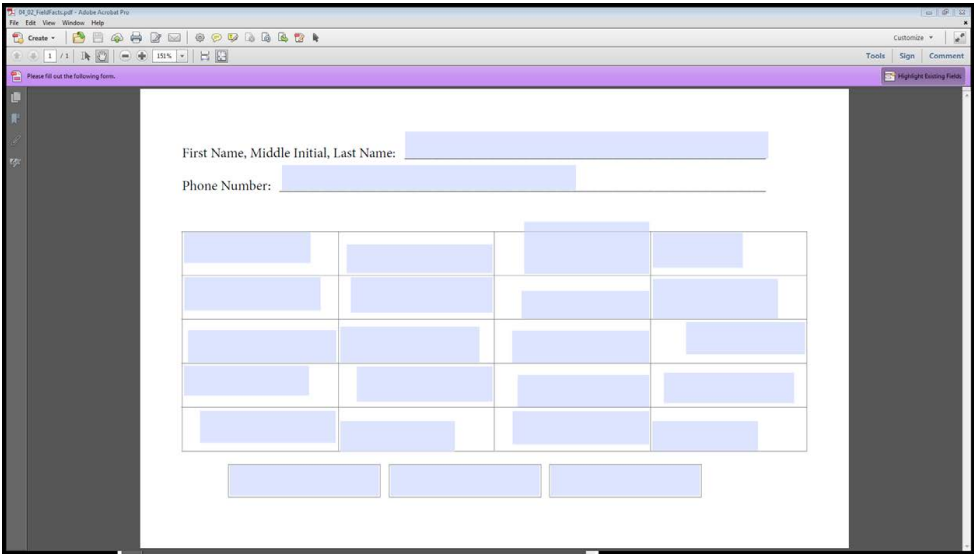 04_02_FieldFacts.pdf - Adobe Acrobat Pro
File Edit View Window Help
Create Customize
1 / 1 151% Tools Sign Comment
Please fill out the following form. Highlight Existing Fields
First Name, Middle Initial, Last Name:
Phone Number: